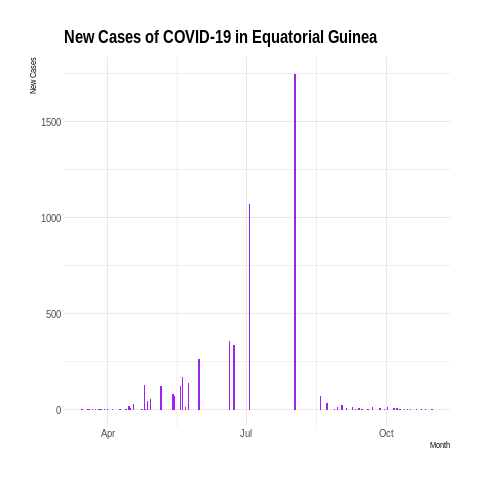 New Cases of COVID-19 in Equatorial Guinea
New Cases
1500
1000
500
0
Apr Jul Oct
Month